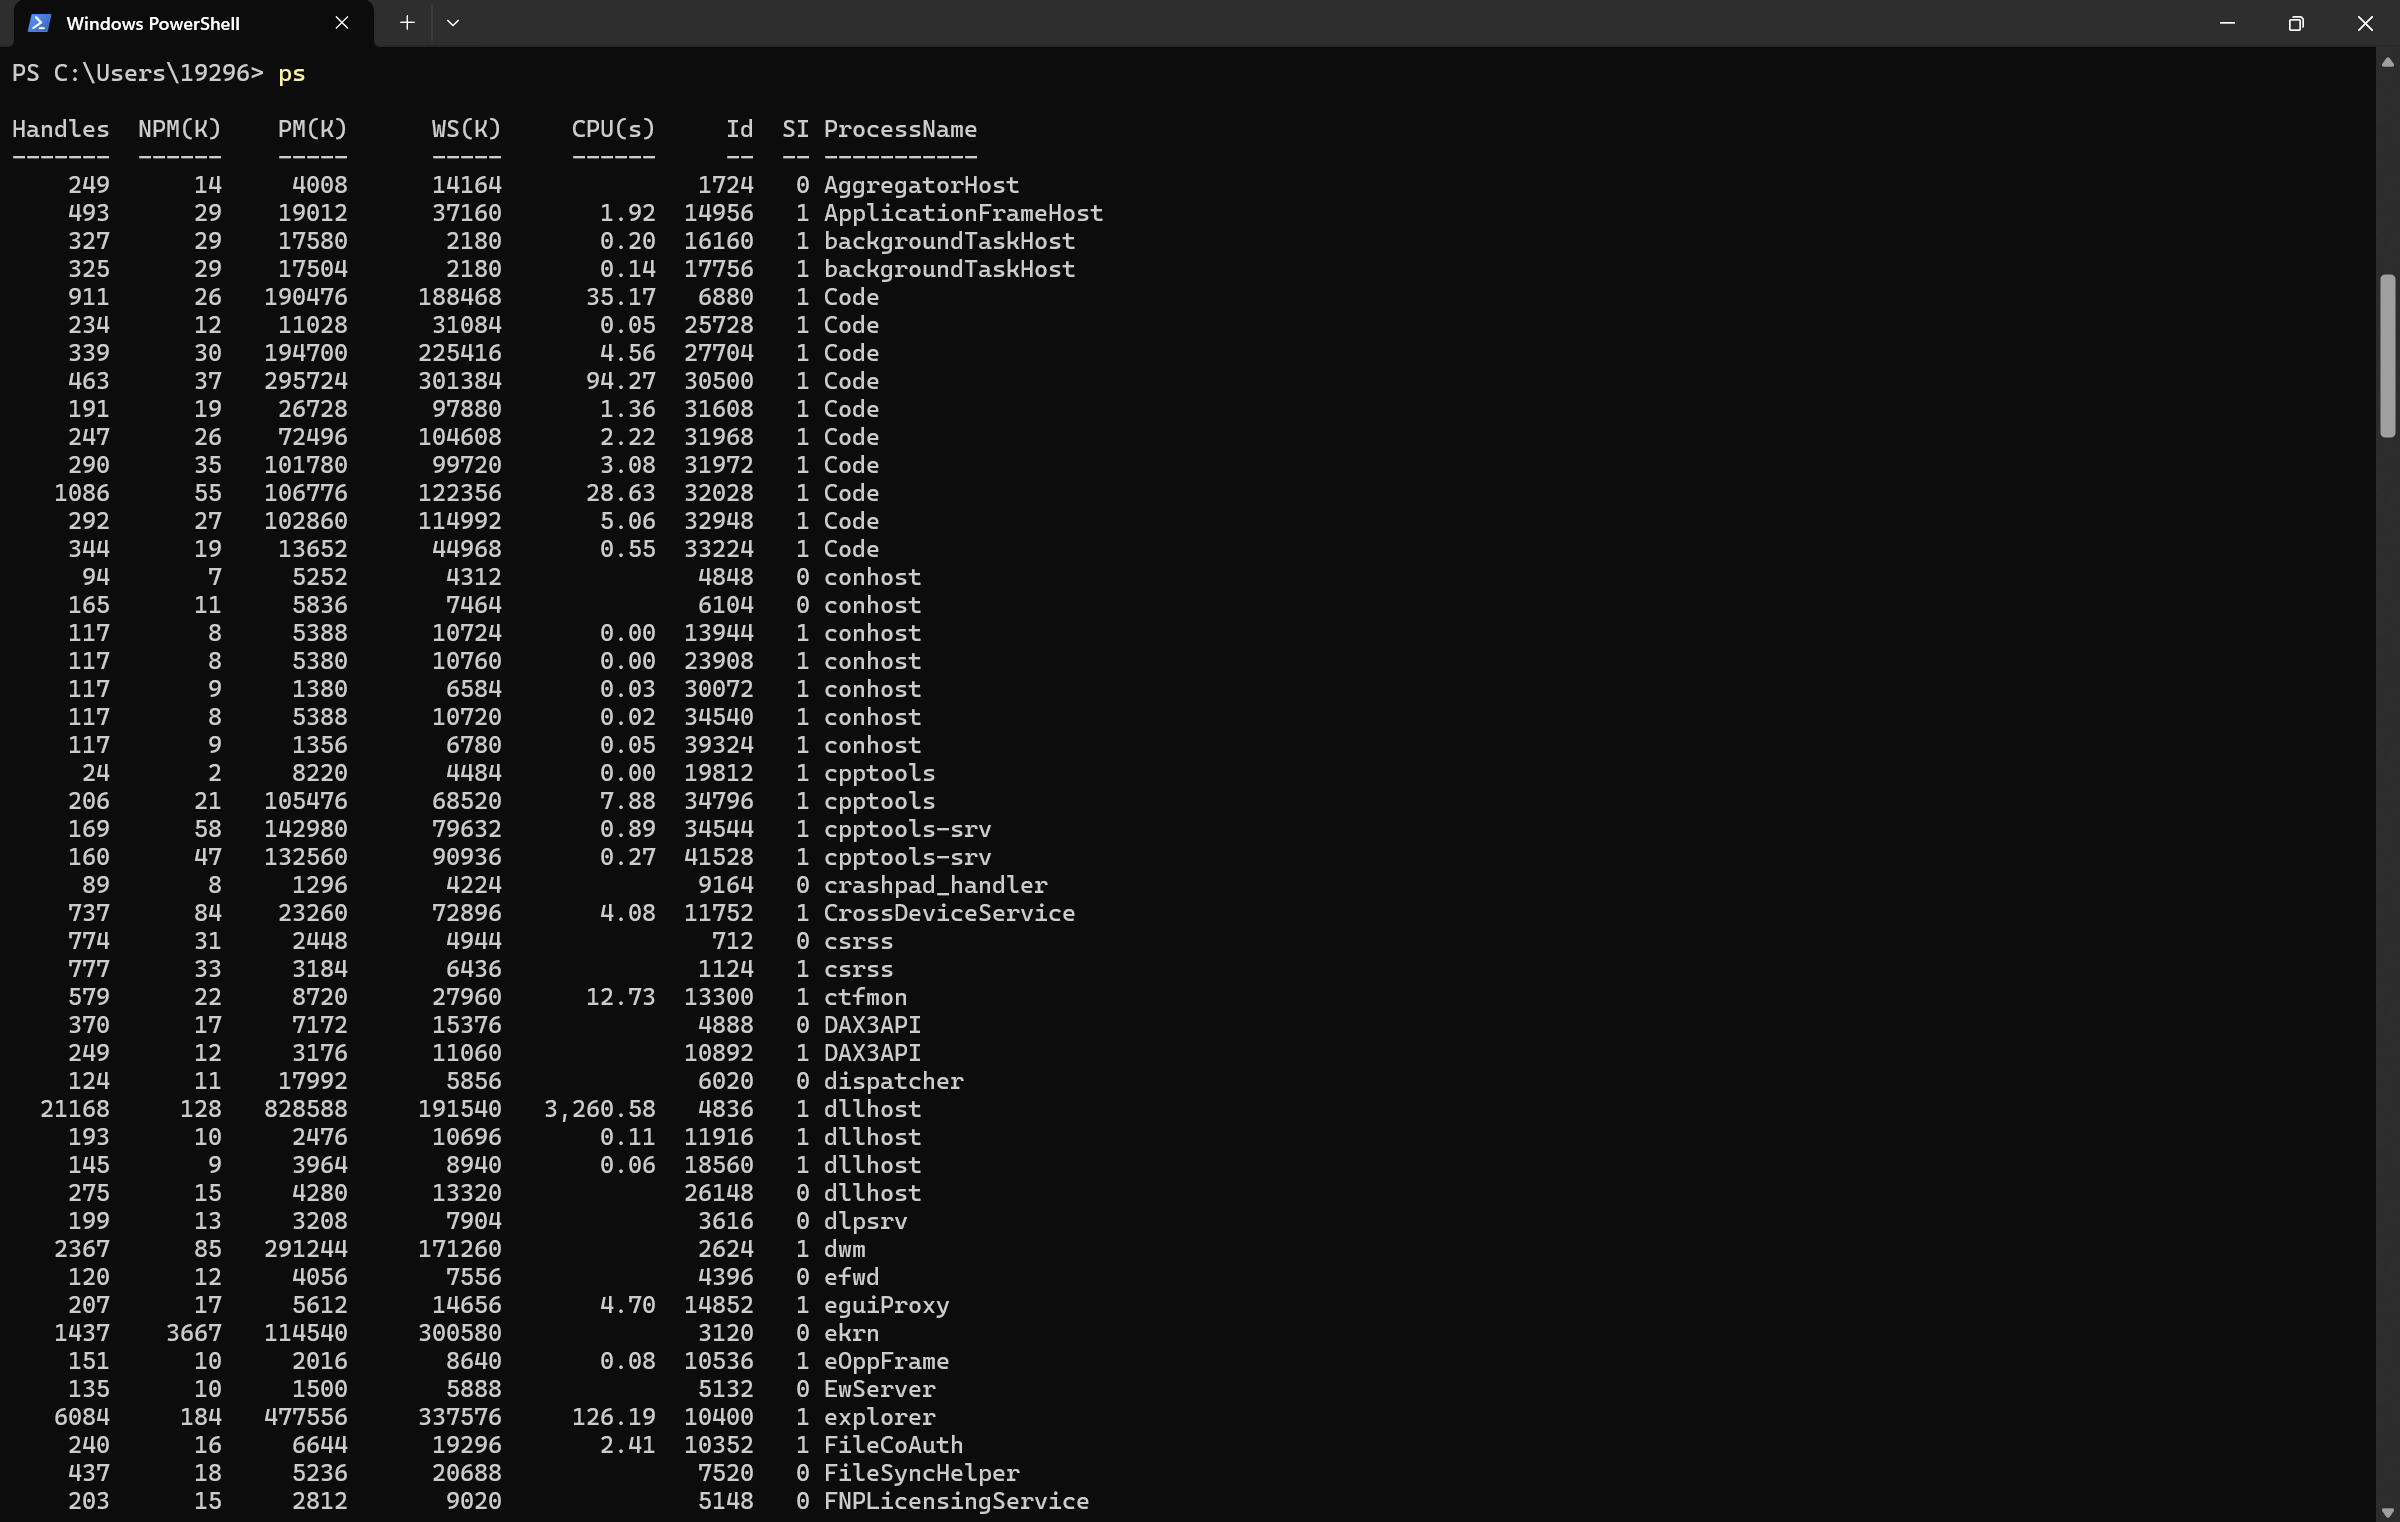 Windows PowerShell
PS C:\Users\19296> ps
Handles  NPM(K)    PM(K)      WS(K)     CPU(s)     Id  SI ProcessName
-------  ------    -----      -----     ------     --  -- -----------
    249      14     4008      14164              1724   0 AggregatorHost
    493      29    19012      37160       1.92  14956   1 ApplicationFrameHost
    327      29    17580       2180       0.20  16160   1 backgroundTaskHost
    325      29    17504       2180       0.14  17756   1 backgroundTaskHost
    911      26   190476     188468      35.17   6880   1 Code
    234      12    11028      31084       0.05  25728   1 Code
    339      30   194700     225416       4.56  27704   1 Code
    463      37   295724     301384      94.27  30500   1 Code
    191      19    26728      97880       1.36  31608   1 Code
    247      26    72496     104608       2.22  31968   1 Code
    290      35   101780      99720       3.08  31972   1 Code
   1086      55   106776     122356      28.63  32028   1 Code
    292      27   102860     114992       5.06  32948   1 Code
    344      19    13652      44968       0.55  33224   1 Code
     94       7     5252       4312              4848   0 conhost
    165      11     5836       7464              6104   0 conhost
    117       8     5388      10724       0.00  13944   1 conhost
    117       8     5380      10760       0.00  23908   1 conhost
    117       9     1380       6584       0.03  30072   1 conhost
    117       8     5388      10720       0.02  34540   1 conhost
    117       9     1356       6780       0.05  39324   1 conhost
     24       2     8220       4484       0.00  19812   1 cpptools
    206      21   105476      68520       7.88  34796   1 cpptools
    169      58   142980      79632       0.89  34544   1 cpptools-srv
    160      47   132560      90936       0.27  41528   1 cpptools-srv
     89       8     1296       4224              9164   0 crashpad_handler
    737      84    23260      72896       4.08  11752   1 CrossDeviceService
    774      31     2448       4944               712   0 csrss
    777      33     3184       6436              1124   1 csrss
    579      22     8720      27960      12.73  13300   1 ctfmon
    370      17     7172      15376              4888   0 DAX3API
    249      12     3176      11060             10892   1 DAX3API
    124      11    17992       5856              6020   0 dispatcher
  21168     128   828588     191540   3,260.58   4836   1 dllhost
    193      10     2476      10696       0.11  11916   1 dllhost
    145       9     3964       8940       0.06  18560   1 dllhost
    275      15     4280      13320             26148   0 dllhost
    199      13     3208       7904              3616   0 dlpsrv
   2367      85   291244     171260              2624   1 dwm
    120      12     4056       7556              4396   0 efwd
    207      17     5612      14656       4.70  14852   1 eguiProxy
   1437    3667   114540     300580              3120   0 ekrn
    151      10     2016       8640       0.08  10536   1 eOppFrame
    135      10     1500       5888              5132   0 EwServer
   6084     184   477556     337576     126.19  10400   1 explorer
    240      16     6644      19296       2.41  10352   1 FileCoAuth
    437      18     5236      20688              7520   0 FileSyncHelper
    203      15     2812       9020              5148   0 FNPLicensingService